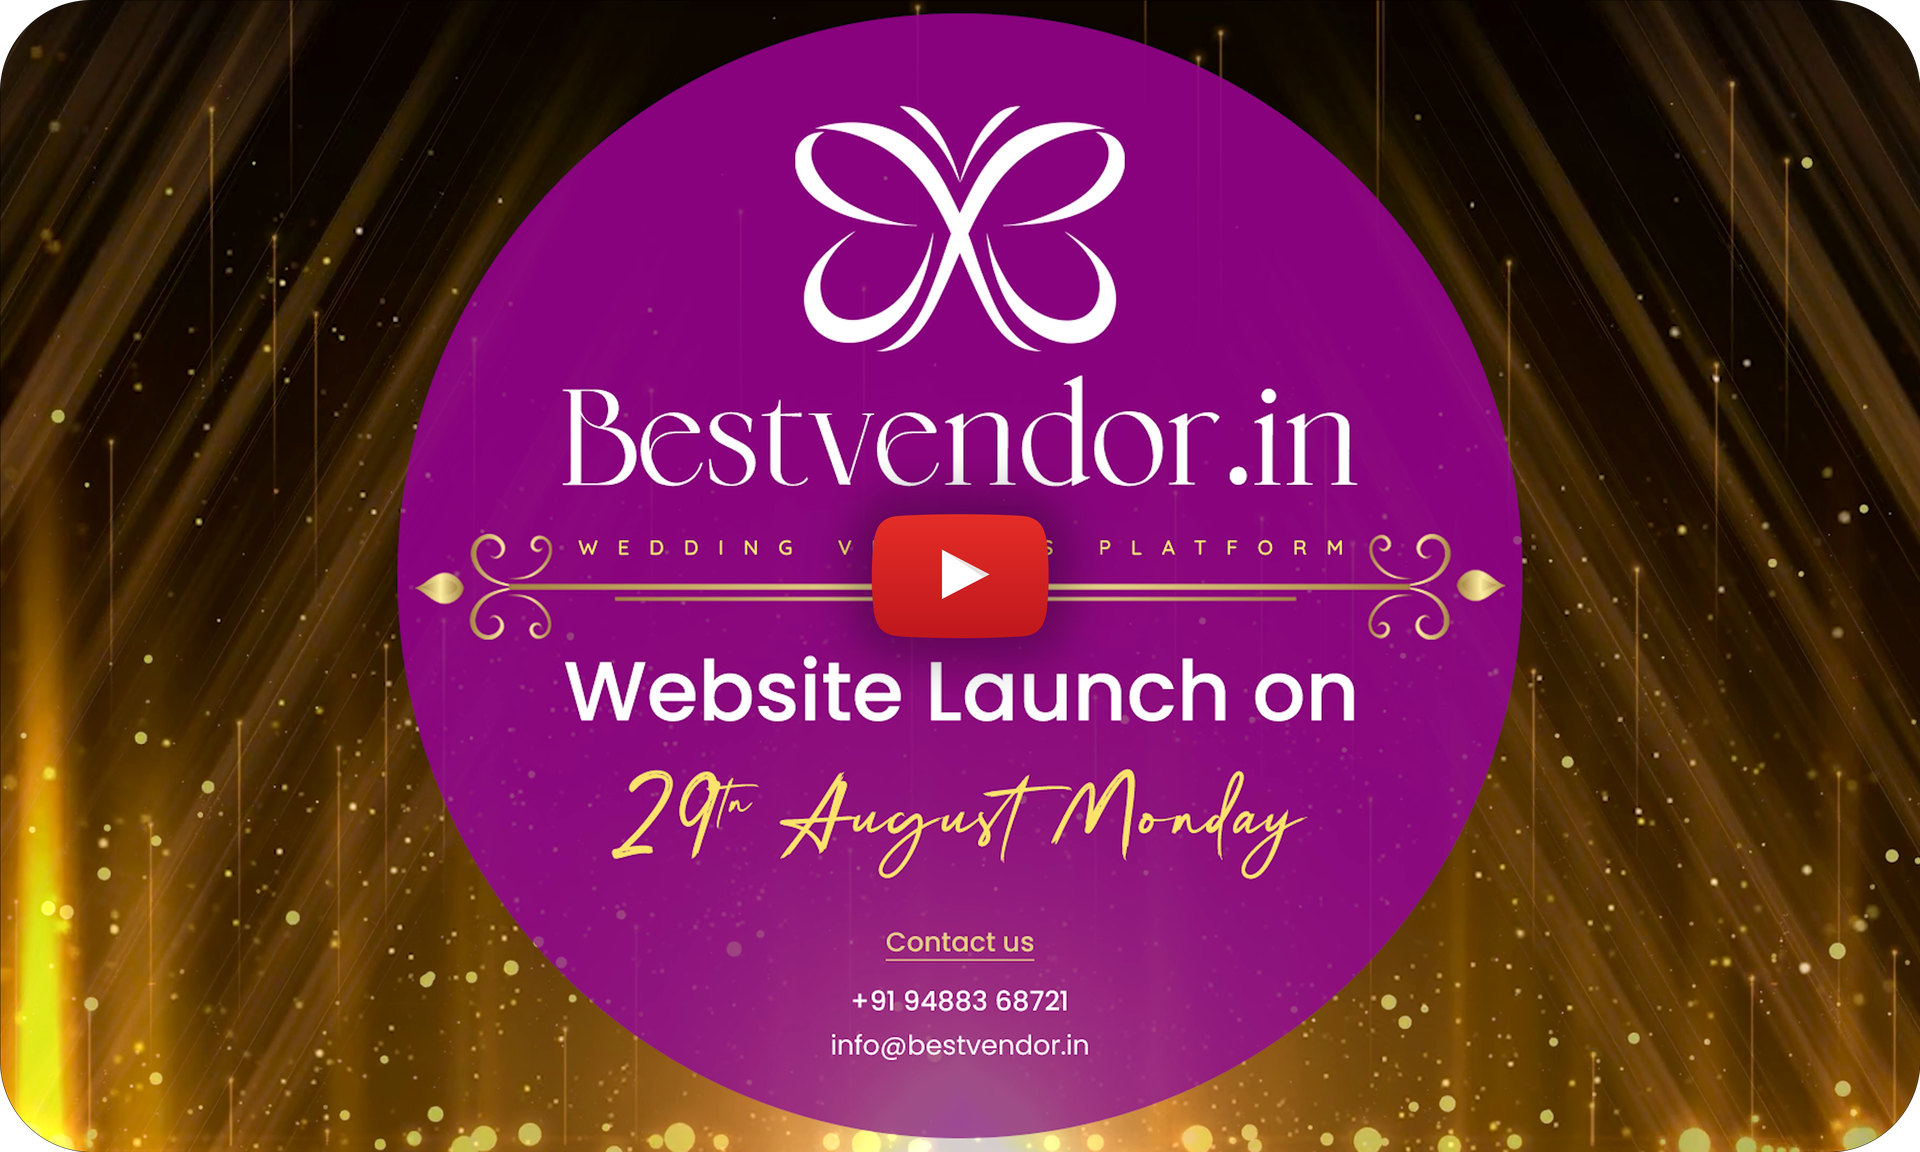 Bestvendor.in
WEDDING V S PLATFORM
Website Launch on
29th August Monday
Contact us
+91 94883 68721
info@bestvendor.in